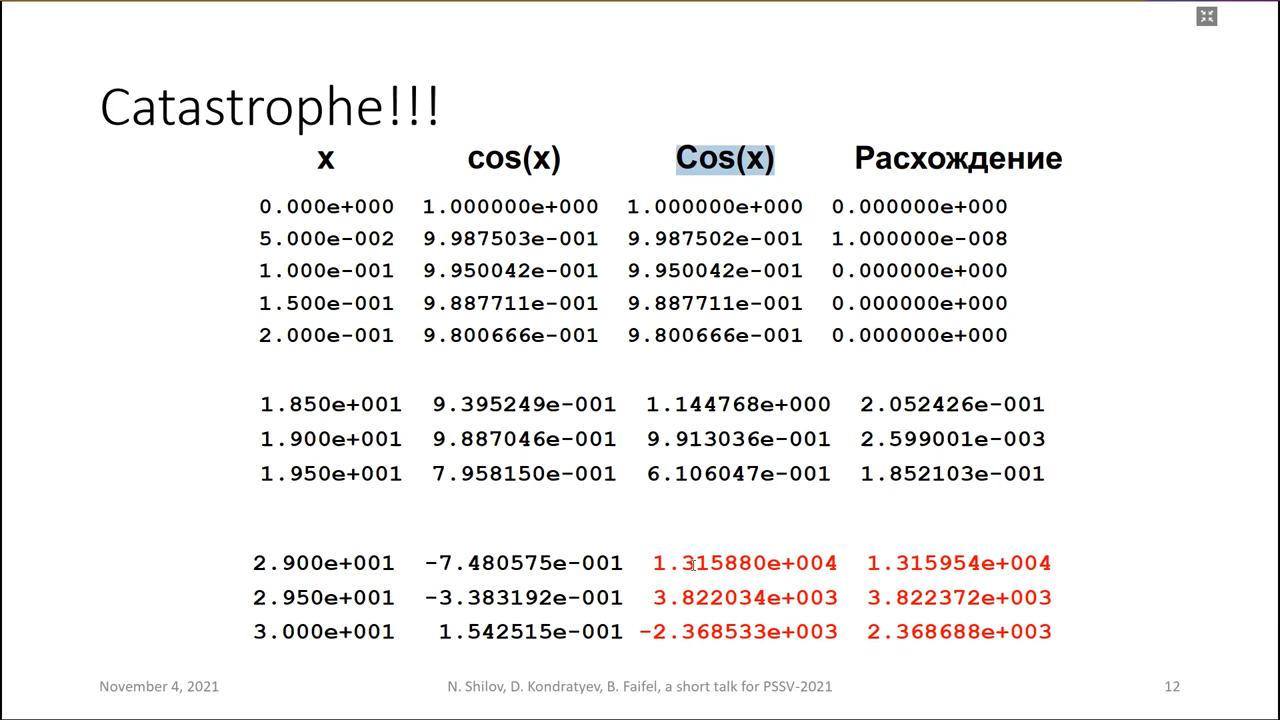 Catastrophe!!!
x cos(x) Cos(x) Расхождение
0.000e+000 1.000000e+000 1.000000e+000 0.000000e+000
5.000e-002 9.987503e-001 9.987502e-001 1.000000e-008
1.000e-001 9.950042e-001 9.950042e-001 0.000000e+000
1.500e-001 9.887711e-001 9.887711e-001 0.000000e+000
2.000e-001 9.800666e-001 9.800666e-001 0.000000e+000
1.850e+001 9.395249e-001 1.144768e+000 2.052426e-001
1.900e+001 9.887046e-001 9.913036e-001 2.599001e-003
1.950e+001 7.958150e-001 6.106047e-001 1.852103e-001
2.900e+001 -7.480575e-001 1.315880e+004 1.315954e+004
2.950e+001 -3.383192e-001 3.822034e+003 3.822372e+003
3.000e+001 1.542515e-001 -2.368533e+003 2.368688e+003
November 4, 2021 N. Shilov, D. Kondratyev, B. Faifel, a short talk for PSSV-2021 12